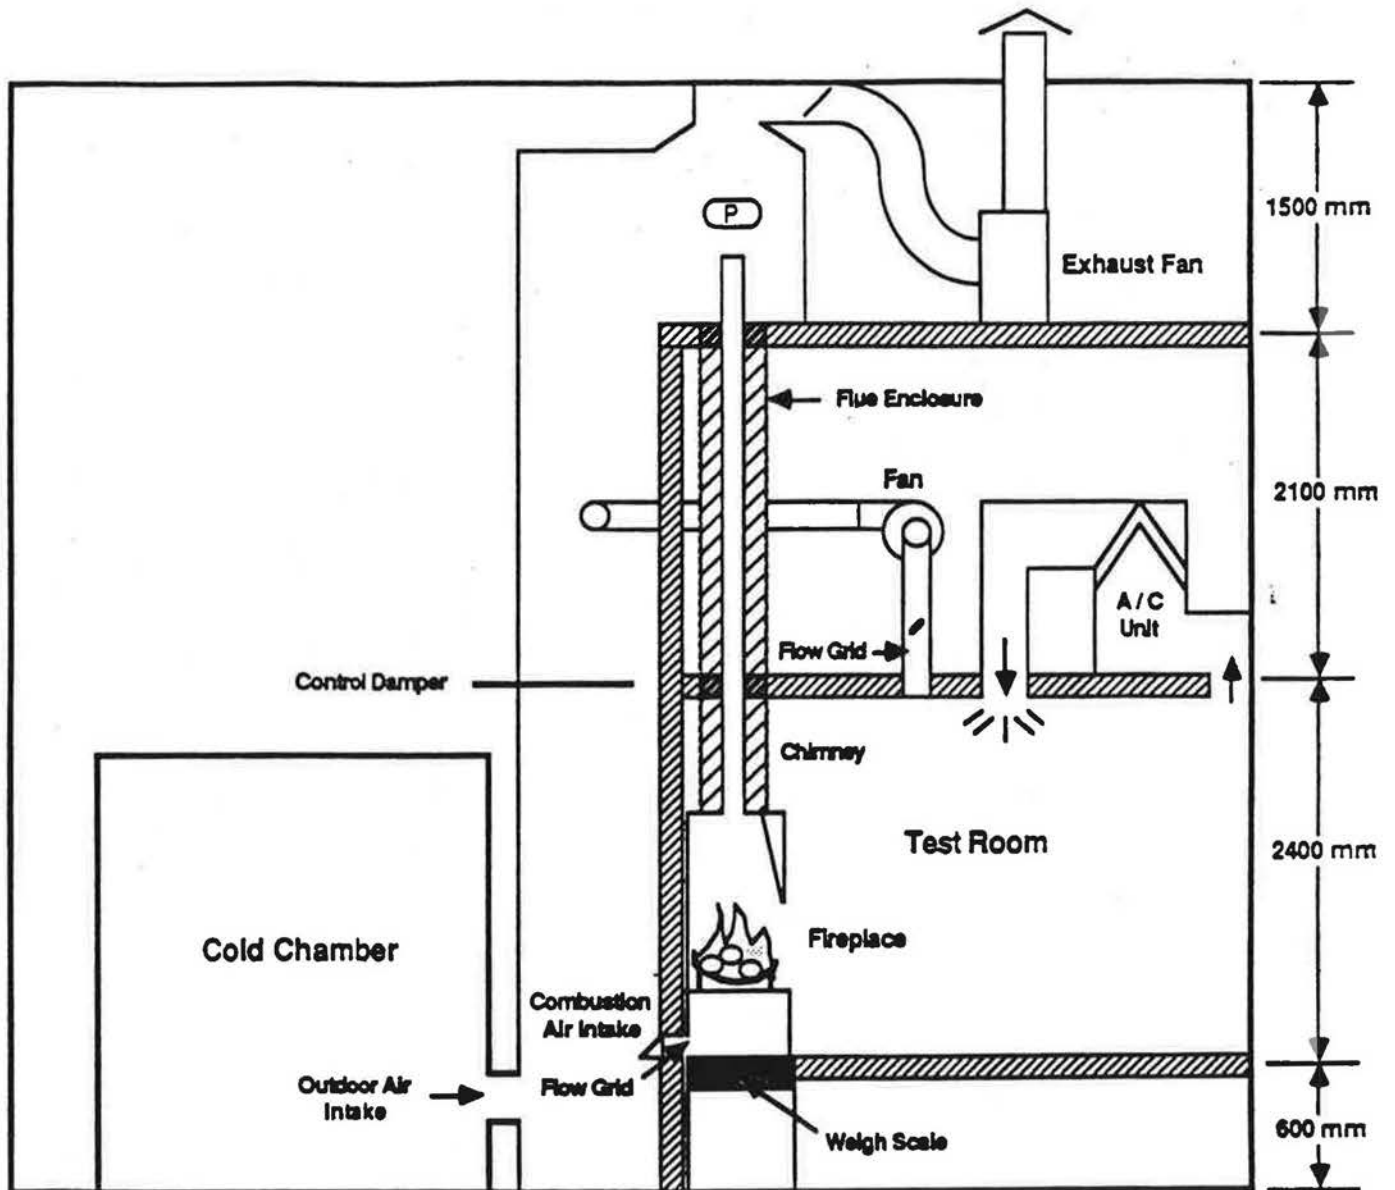 P
1500 mm
Exhaust Fan
Flue Enclosure
Fan
2100 mm
A / C
Unit
Flow Grid
Control Damper
Chimney
Test Room
2400 mm
Fireplace
Cold Chamber
Combustion
Air Intake
Outdoor Air
Intake
Flow Grid
Weigh Scale
600 mm